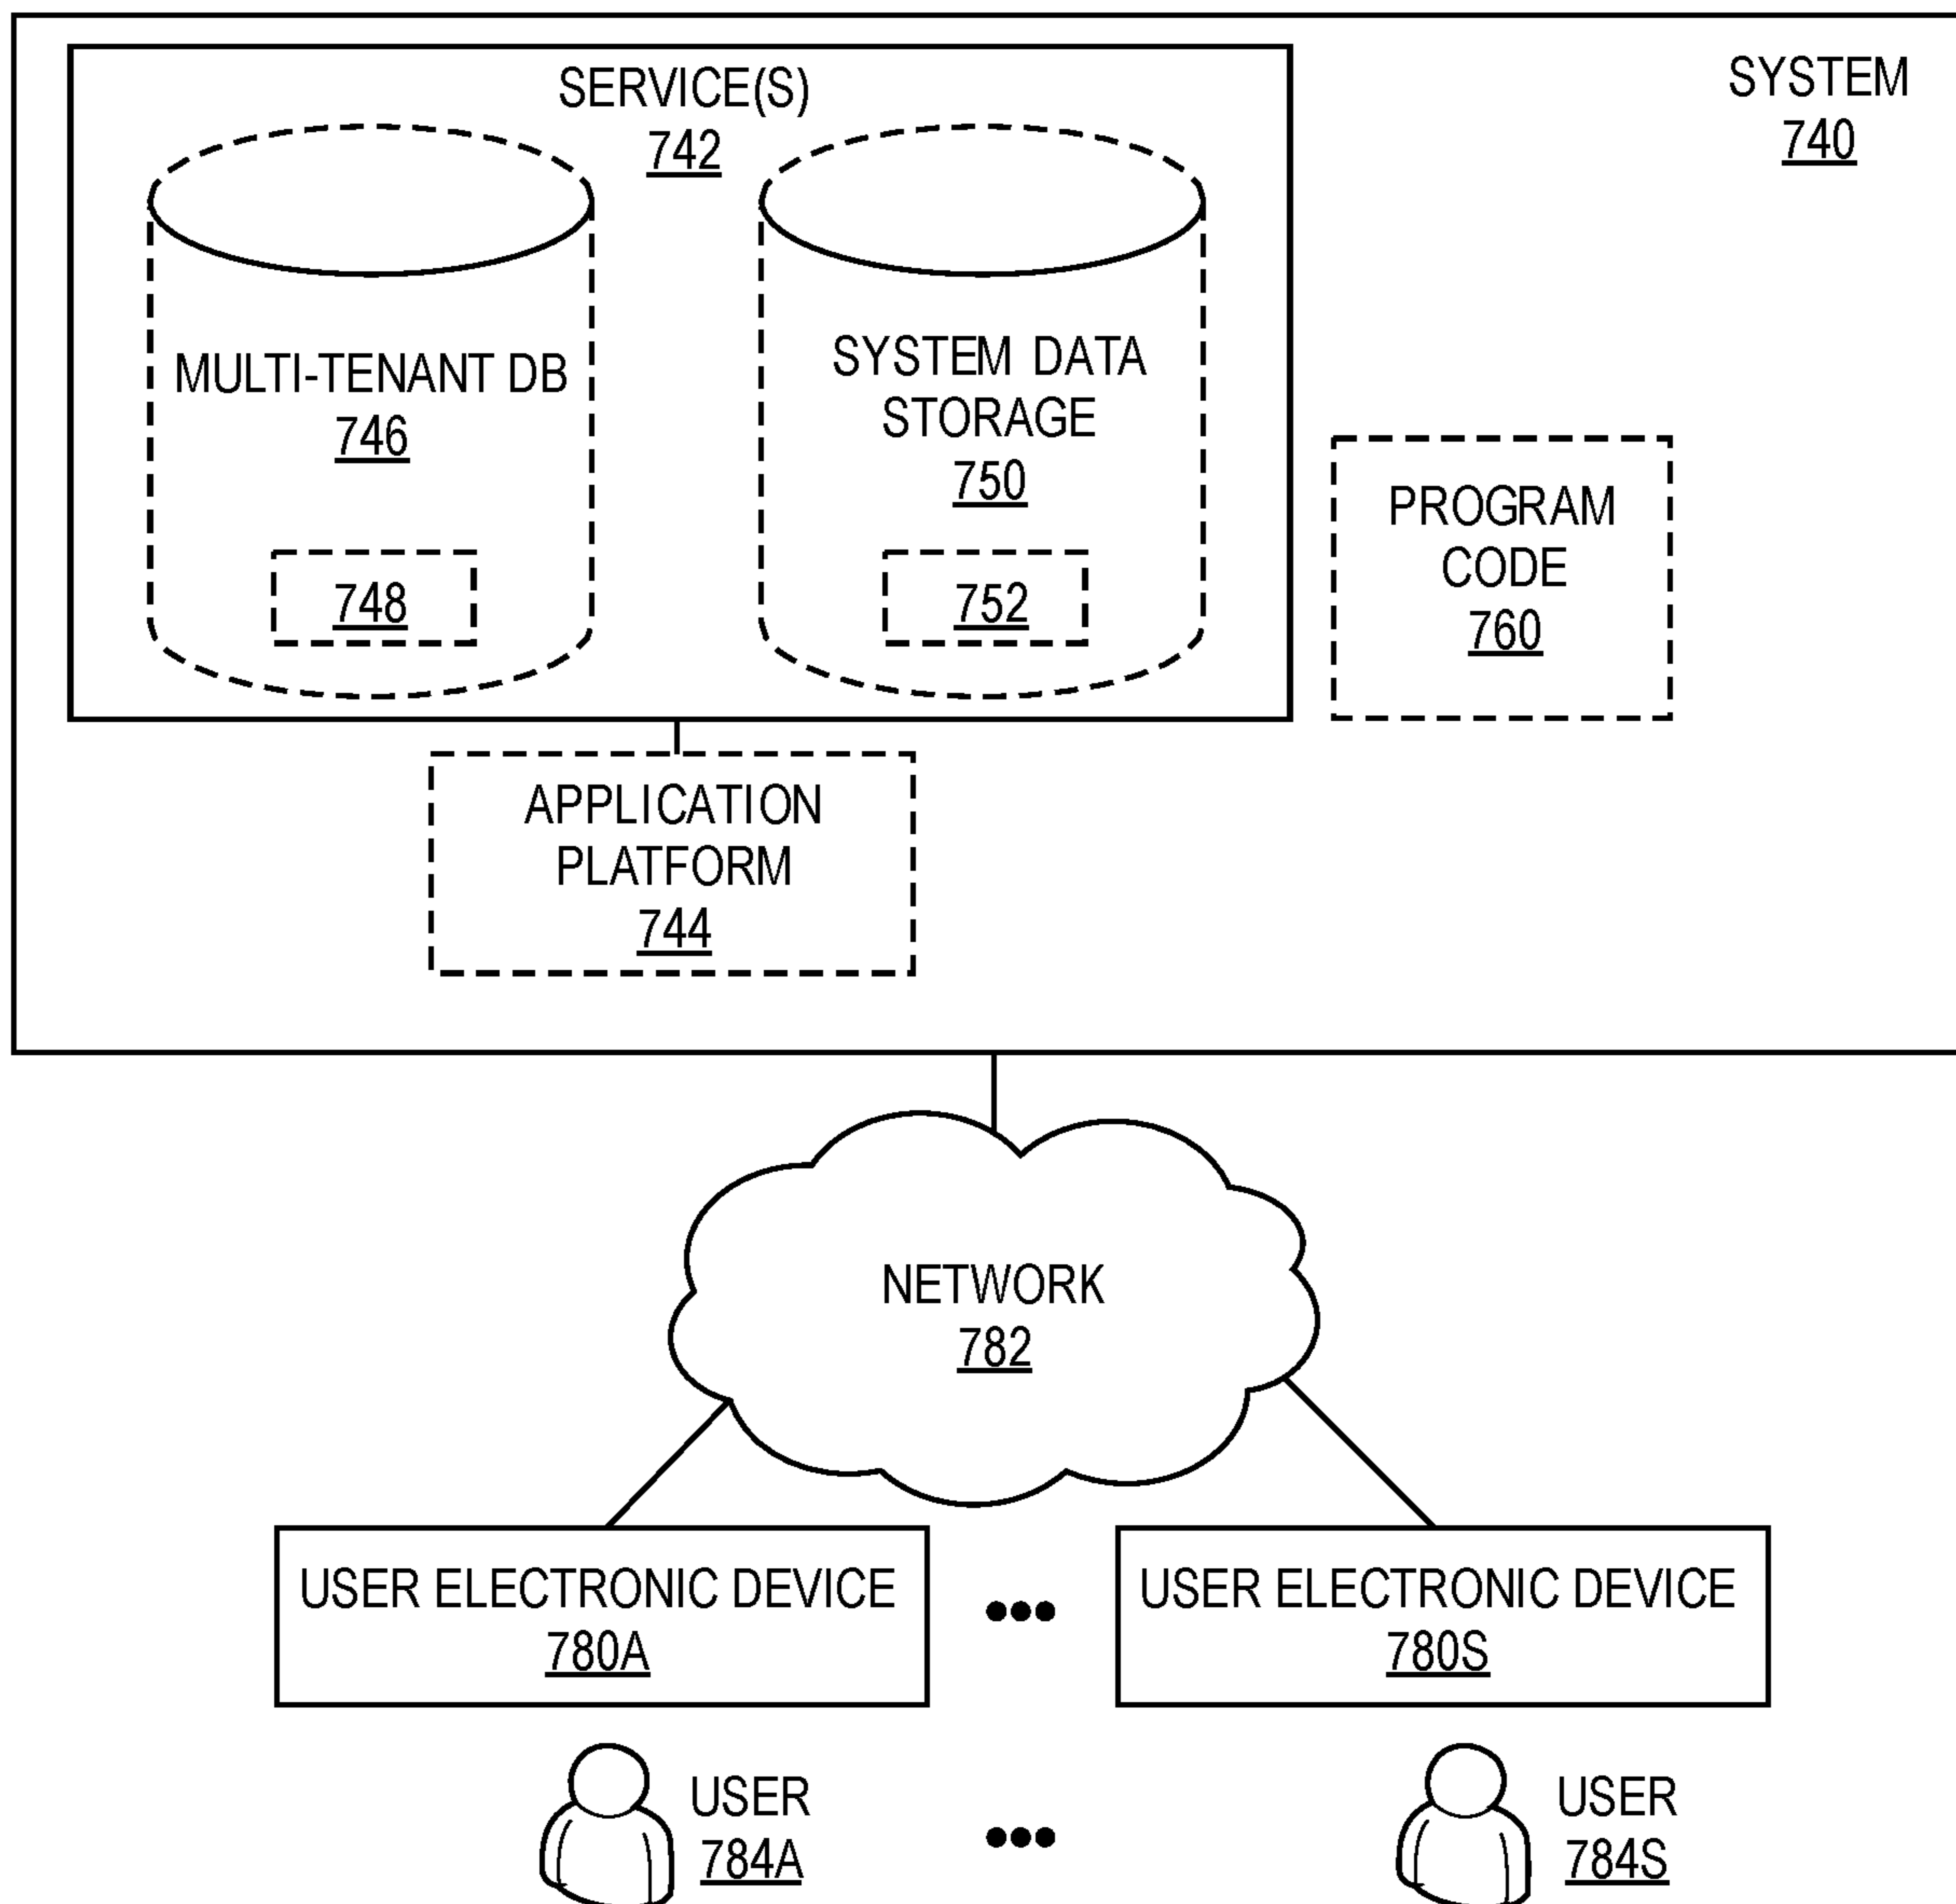 SERVICE(S)
742
SYSTEM
740
MULTI-TENANT DB
746
748
SYSTEM DATA
STORAGE
750
752
PROGRAM
CODE
760
APPLICATION
PLATFORM
744
NETWORK
782
USER ELECTRONIC DEVICE
780A
USER ELECTRONIC DEVICE
780S
USER
784A
USER
784S